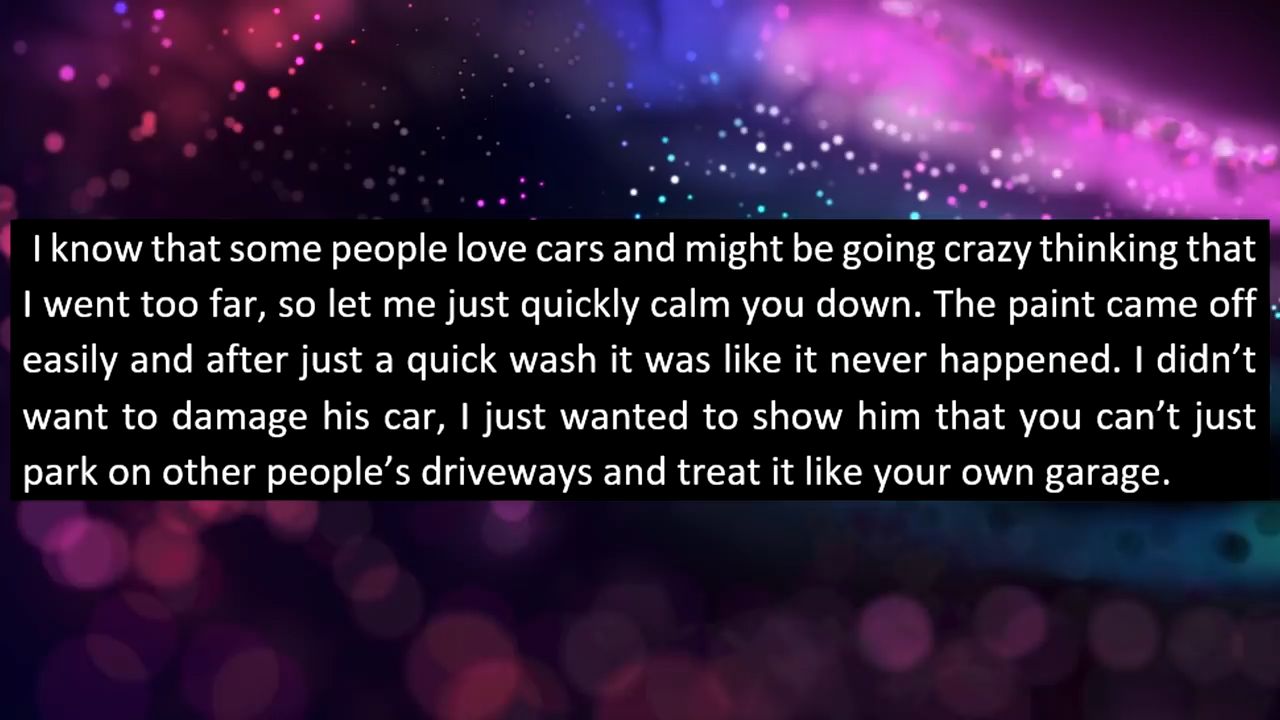 I know that some people love cars and might be going crazy thinking that
I went too far, so let me just quickly calm you down. The paint came off
easily and after just a quick wash it was like it never happened. I didn’t
want to damage his car, I just wanted to show him that you can’t just
park on other people’s driveways and treat it like your own garage.